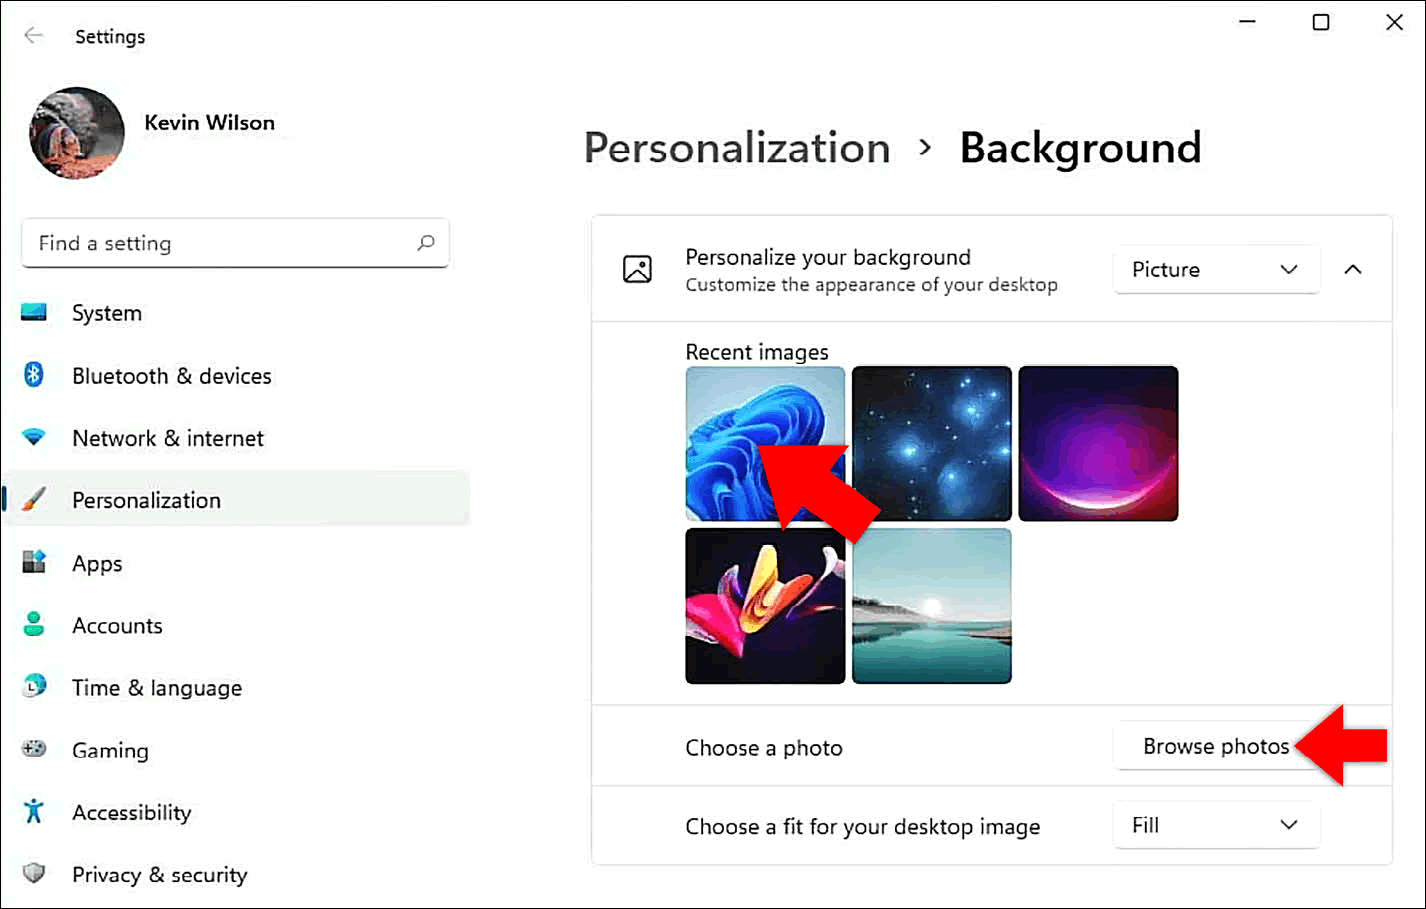 Settings
Kevin Wilson
Find a setting
System
Bluetooth & devices
Network & internet
Personalization
Apps
Accounts
Time & language
Gaming
Accessibility
Privacy & security
Personalization > Background
Personalize your background
Customize the appearance of your desktop
Picture
Recent images
Choose a photo
Browse photos
Choose a fit for your desktop image
Fill